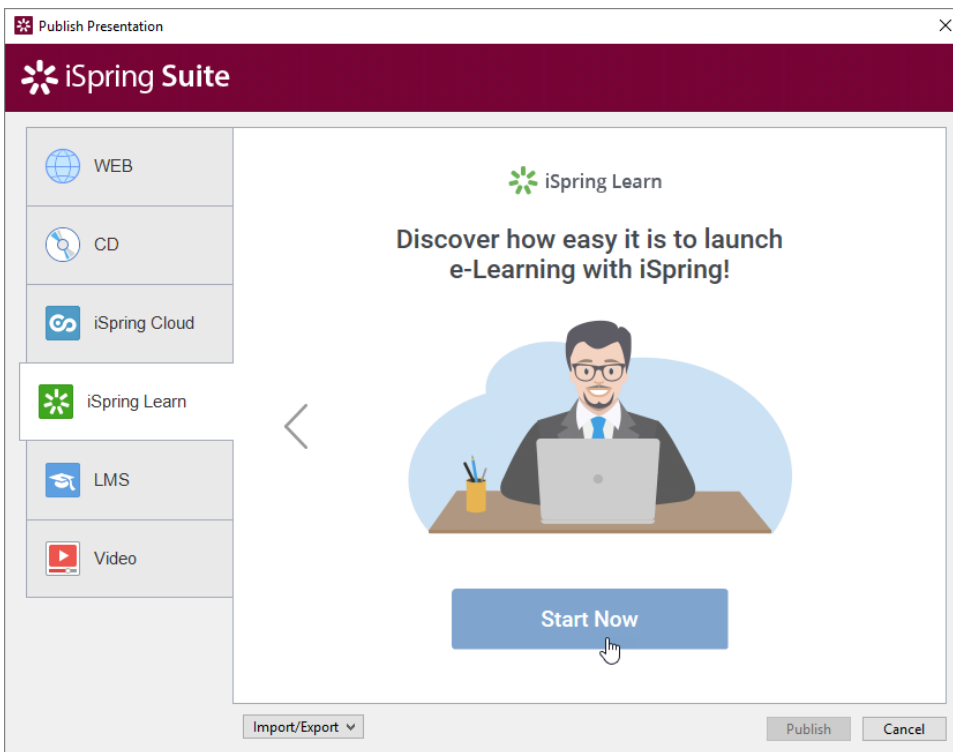 Publish Presentation
iSpring Suite
WEB
CD
iSpring Cloud
iSpring Learn
LMS
Video
iSpring Learn
Discover how easy it is to launch
e-Learning with iSpring!
Start Now
Import/Export
Publish
Cancel